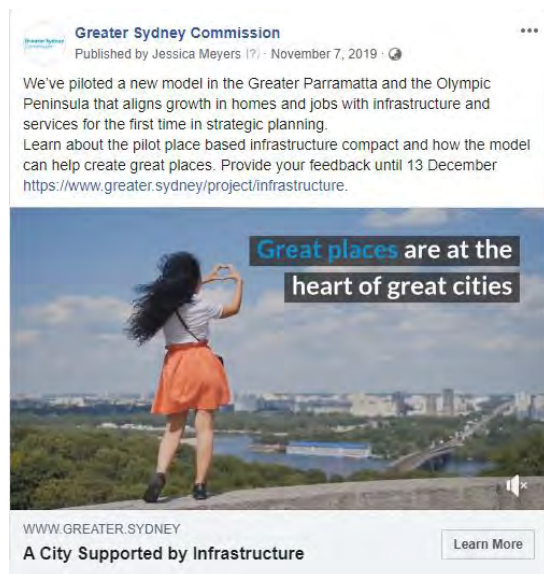 Greater Sydney Commission
Greater Sydney Commission
Published by Jessica Meyers [?] · November 7, 2019 ·
We've piloted a new model in the Greater Parramatta and the Olympic
Peninsula that aligns growth in homes and jobs with infrastructure and
services for the first time in strategic planning.
Learn about the pilot place based infrastructure compact and how the model
can help create great places. Provide your feedback until 13 December
https://www.greater.sydney/project/infrastructure.
Great places are at the
heart of great cities
WWW.GREATER.SYDNEY
A City Supported by Infrastructure
Learn More